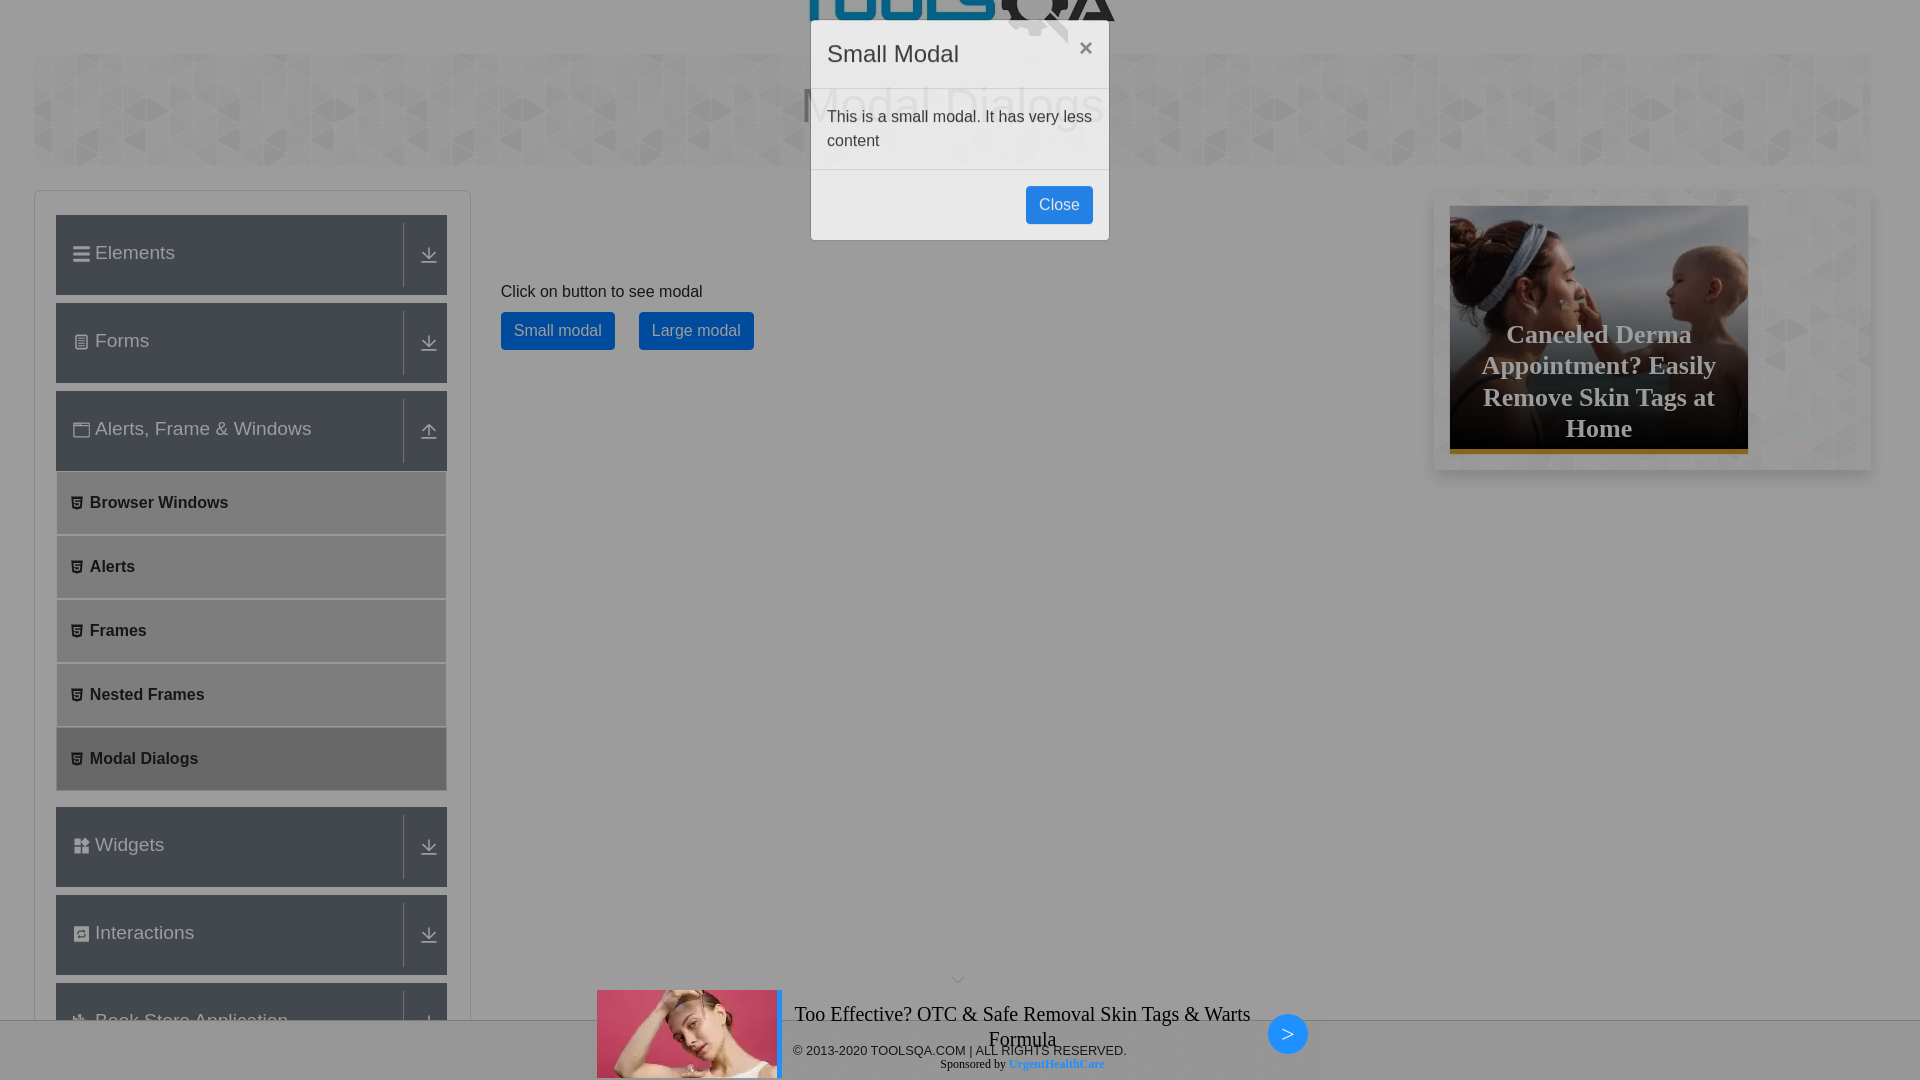 TOOLSQA
Small Modal
×
Modal Dialogs
This is a small modal. It has very less
content
Close
Elements
Forms
Alerts, Frame & Windows
Browser Windows
Alerts
Frames
Nested Frames
Modal Dialogs
Widgets
Interactions
Book Store Application
Click on button to see modal
Small modal
Large modal
Canceled Derma
Appointment? Easily
Remove Skin Tags at
Home
Too Effective? OTC & Safe Removal Skin Tags & Warts
Formula
>
© 2013-2020 TOOLSQA.COM | ALL RIGHTS RESERVED.
Sponsored by UrgentHealthCare